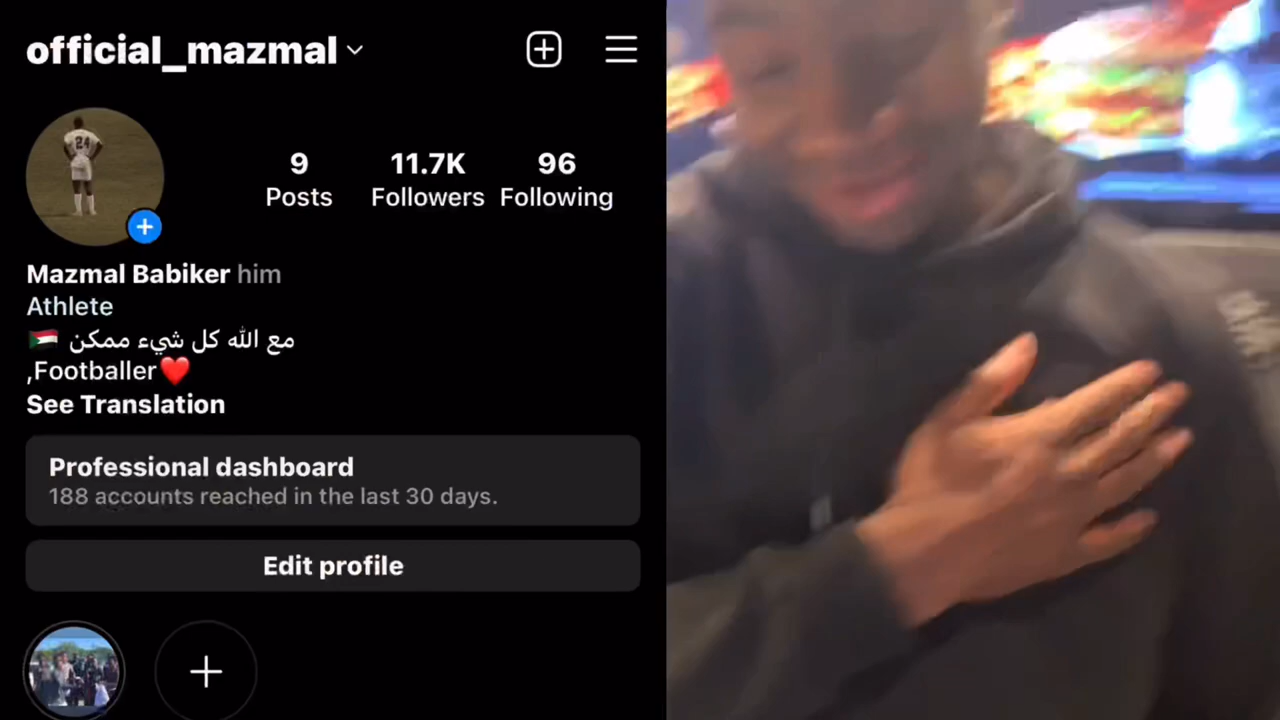 official_mazmal
24
9
Posts
11.7K
Followers
96
Following
Mazmal Babiker him
Athlete
مع الله كل شيء ممكن 🇸🇩
,Footballer❤️
See Translation
Professional dashboard
188 accounts reached in the last 30 days.
Edit profile